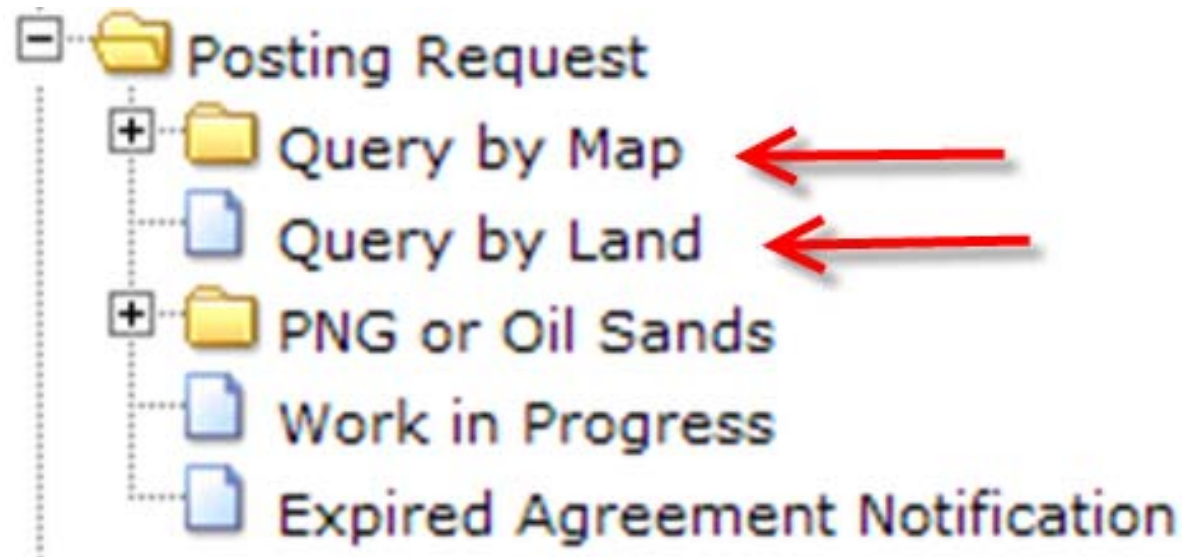 Posting Request
Query by Map
Query by Land
PNG or Oil Sands
Work in Progress
Expired Agreement Notification